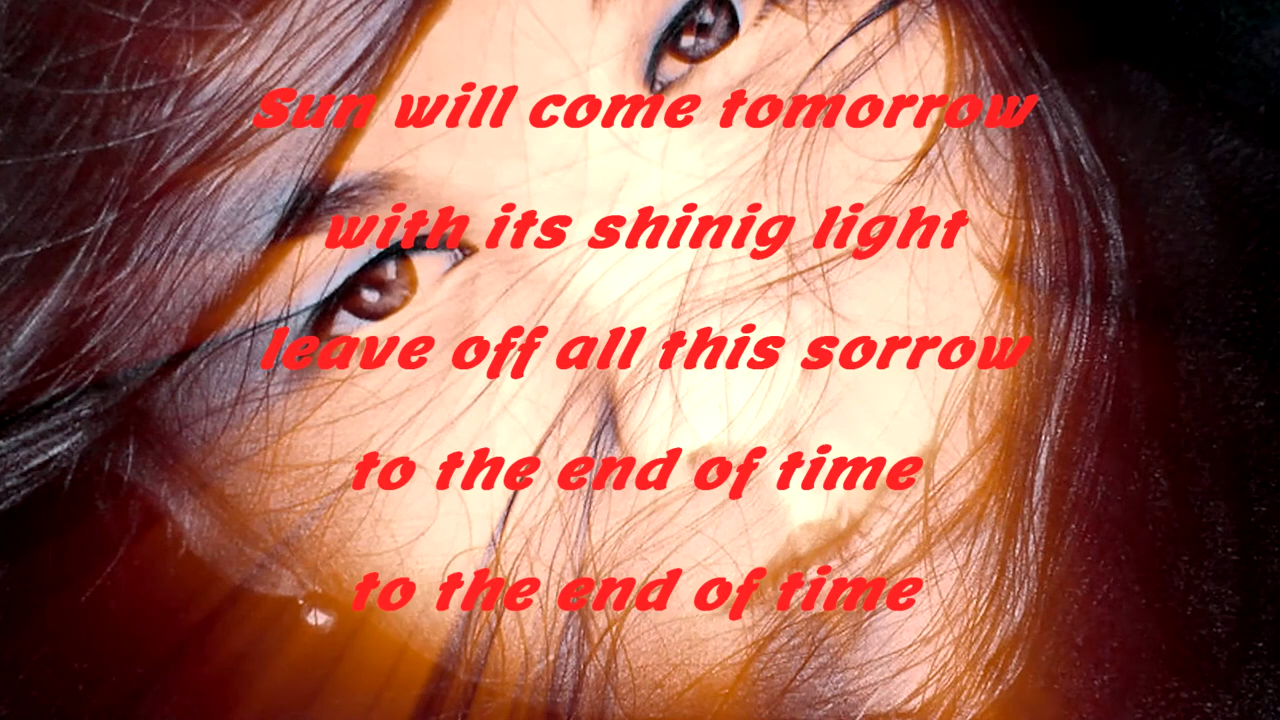 Sun will come tomorrow
with its shinig light
leave off all this sorrow
to the end of time
to the end of time